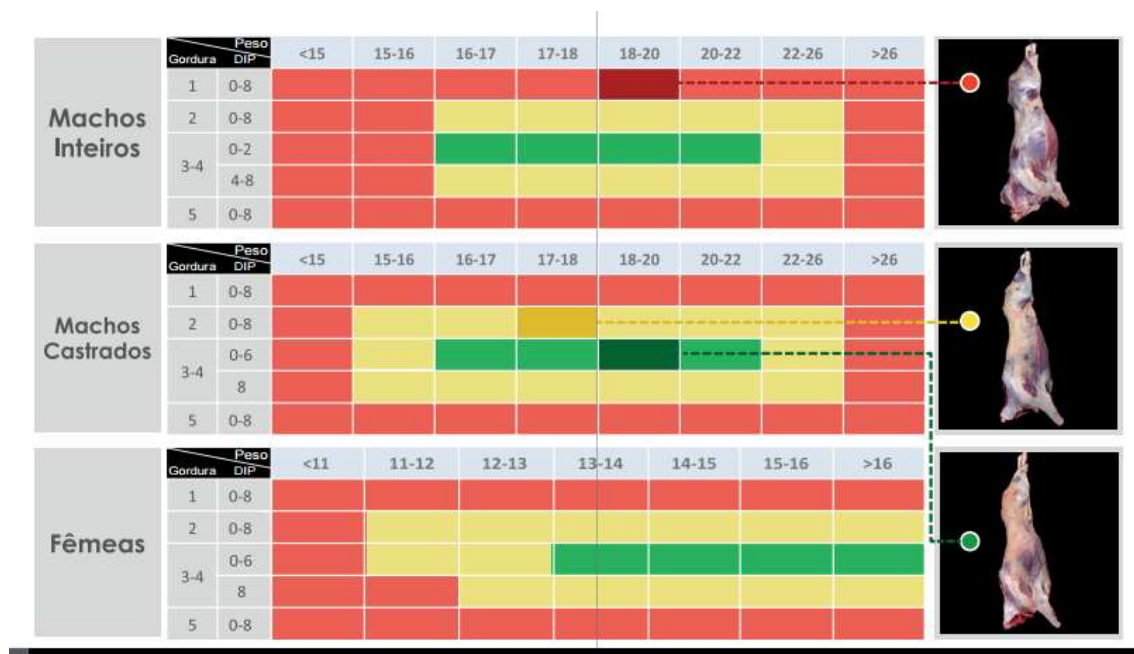 Machos
Inteiros
Peso
Gordura DIP <15 15-16 16-17 17-18 18-20 20-22 22-26 >26
1 0-8
2 0-8
3-4 0-2
4-8
5 0-8
Machos
Castrados
Peso
Gordura DIP <15 15-16 16-17 17-18 18-20 20-22 22-26 >26
1 0-8
2 0-8
3-4 0-6
8
5 0-8
Fêmeas
Peso
Gordura DIP <11 11-12 12-13 13-14 14-15 15-16 >16
1 0-8
2 0-8
3-4 0-6
8
5 0-8